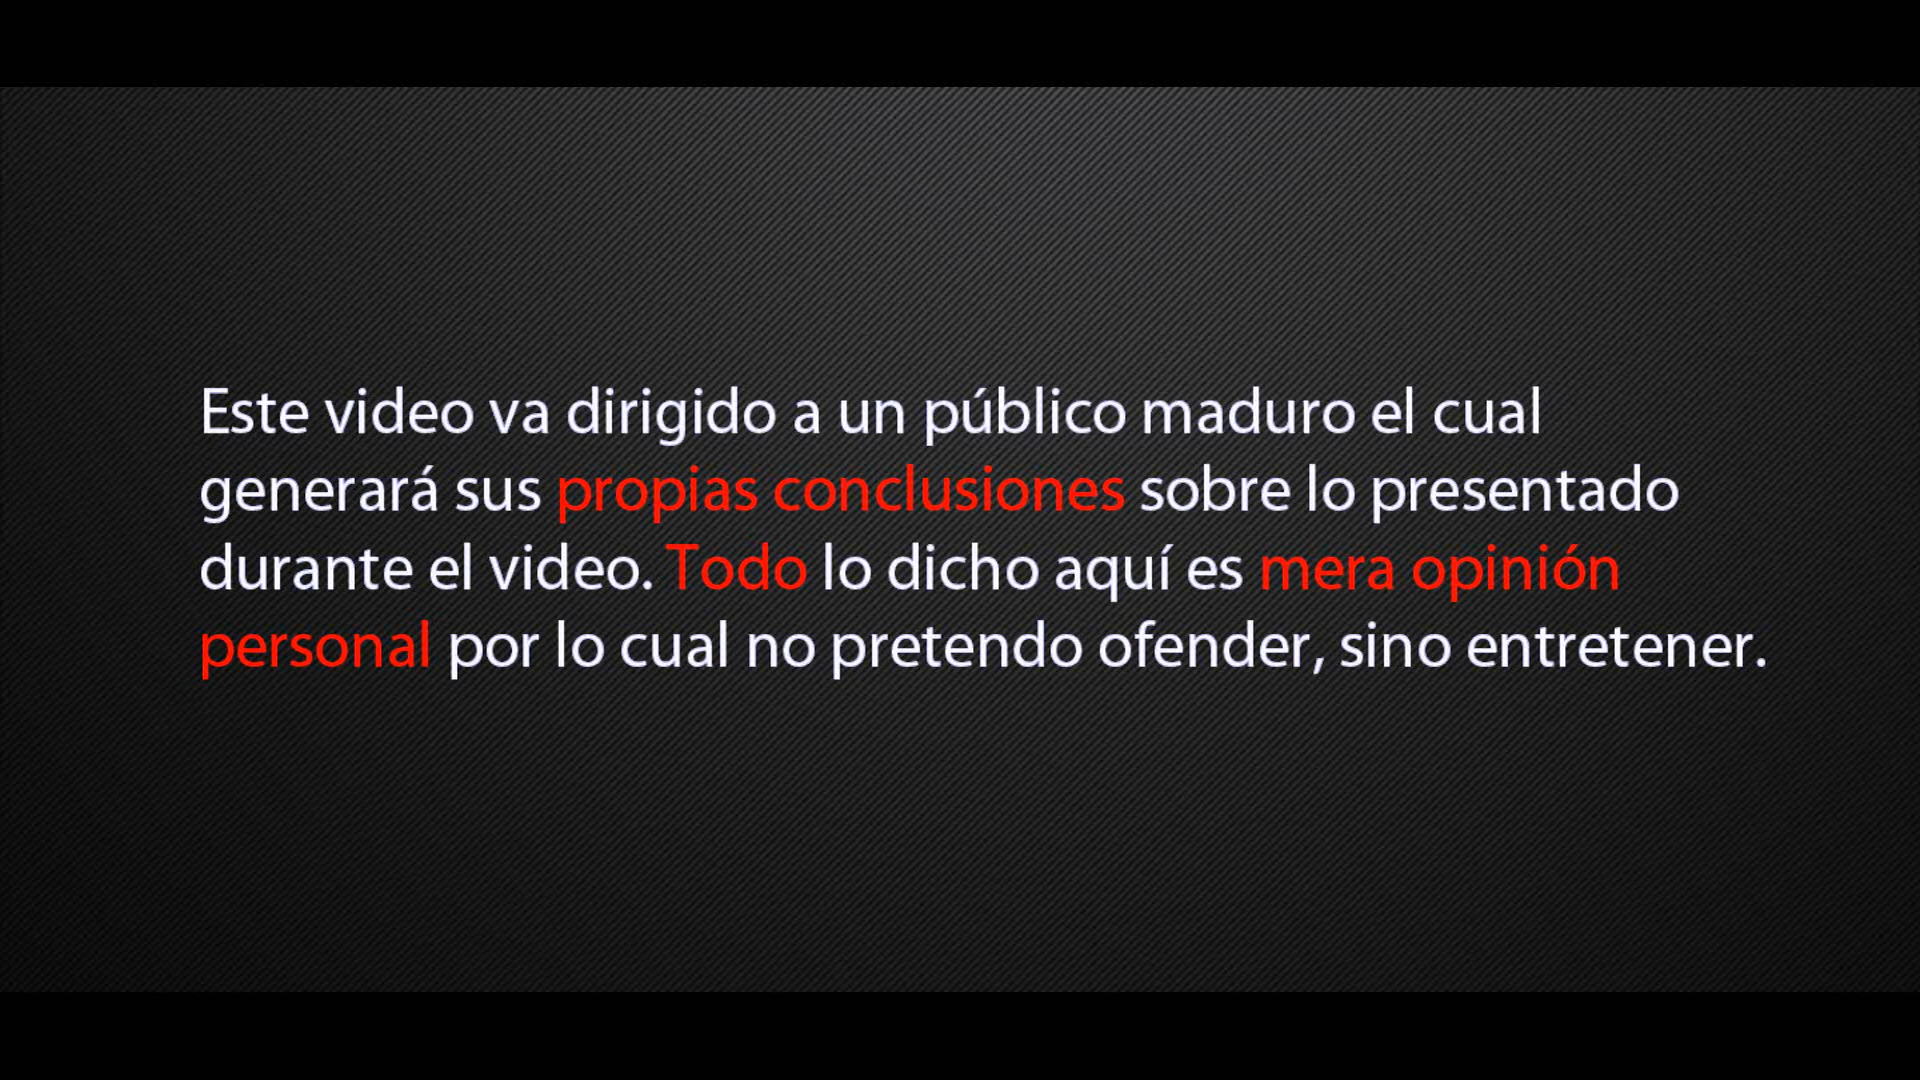 Este video va dirigido a un público maduro el cual
generará sus propias conclusiones sobre lo presentado
durante el video. Todo lo dicho aquí es mera opinión
personal por lo cual no pretendo ofender, sino entretener.